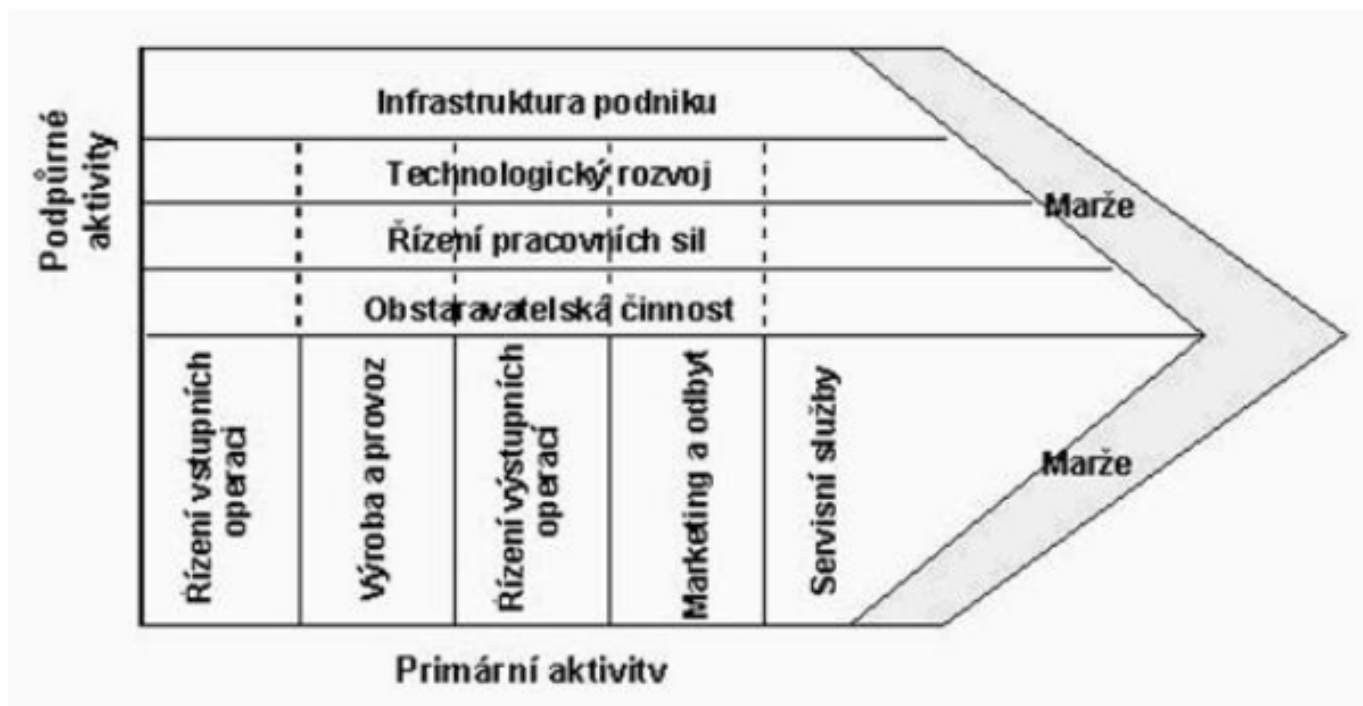 Podpůrné
aktivity
Infrastruktura podniku
Technologický rozvoj
Řízení pracovních sil
Obstaravatelská činnost
Marže
Řízení vstupních
operací
Výroba a provoz
Řízení výstupních
operací
Marketing a odbyt
Servisní služby
Marže
Primární aktivity